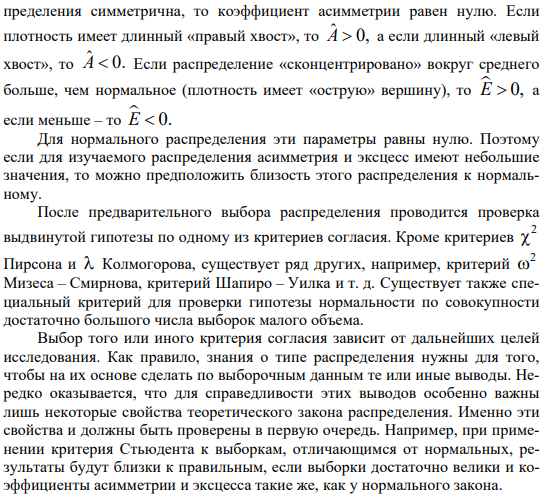 пределения симметрична, то коэффициент асимметрии равен нулю. Если
плотность имеет длинный «правый хвост», то Â > 0, а если длинный «левый
хвост», то Â < 0. Если распределение «сконцентрировано» вокруг среднего
больше, чем нормальное (плотность имеет «острую» вершину), то Ê > 0, а
если меньше – то Ê < 0.
Для нормального распределения эти параметры равны нулю. Поэтому
если для изучаемого распределения асимметрия и эксцесс имеют небольшие
значения, то можно предположить близость этого распределения к нормаль-
ному.
После предварительного выбора распределения проводится проверка
выдвинутой гипотезы по одному из критериев согласия. Кроме критериев χ²
Пирсона и λ Колмогорова, существует ряд других, например, критерий ω²
Мизеса – Смирнова, критерий Шапиро – Уилка и т. д. Существует также спе-
циальный критерий для проверки гипотезы нормальности по совокупности
достаточно большого числа выборок малого объема.
Выбор того или иного критерия согласия зависит от дальнейших целей
исследования. Как правило, знания о типе распределения нужны для того,
чтобы на их основе сделать по выборочным данным те или иные выводы. Не-
редко оказывается, что для справедливости этих выводов особенно важны
лишь некоторые свойства теоретического закона распределения. Именно эти
свойства и должны быть проверены в первую очередь. Например, при приме-
нении критерия Стьюдента к выборкам, отличающимся от нормальных, ре-
зультаты будут близки к правильным, если выборки достаточно велики и ко-
эффициенты асимметрии и эксцесса такие же, как у нормального закона.